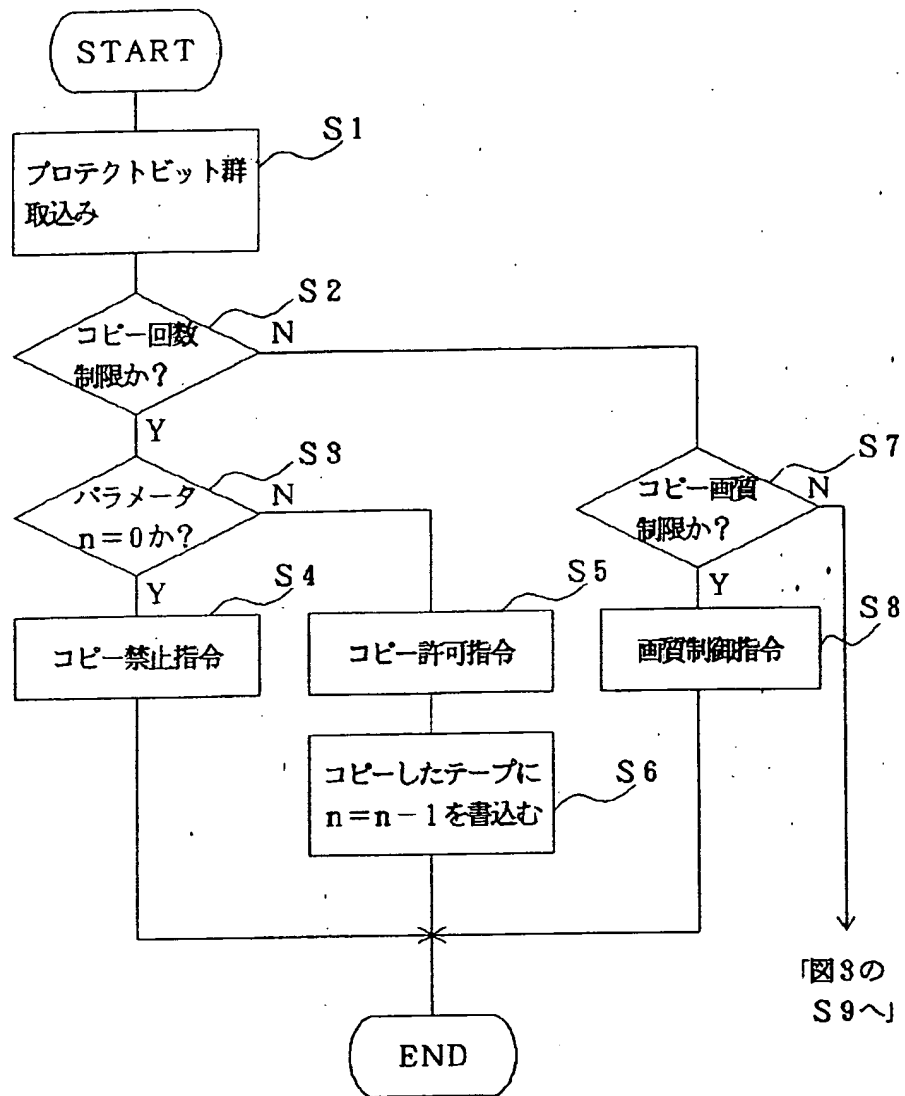 START
S1
プロテクトビット群
取込み
S2
コピー回数
制限か?
N
Y
S3
パラメータ
n=0か?
N
Y
S4
コピー禁止指令
S5
コピー許可指令
S6
コピーしたテープに
n=n-1を書込む
S7
コピー画質
制限か?
N
Y
S8
画質制御指令
「図3の
S9へ」
END